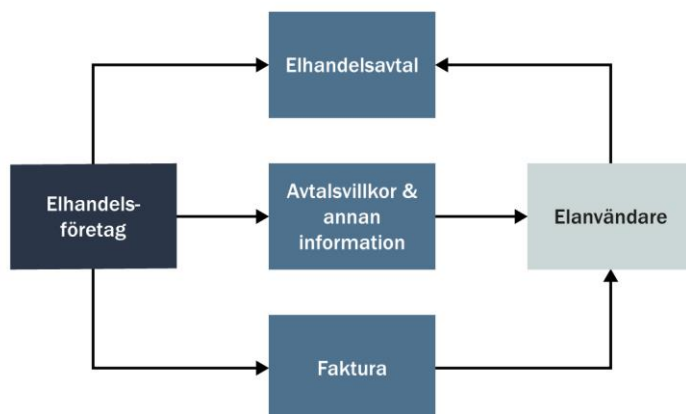 Elhandelsavtal
Elhandels-
företag
Avtalsvillkor &
annan
information
Elanvändare
Faktura